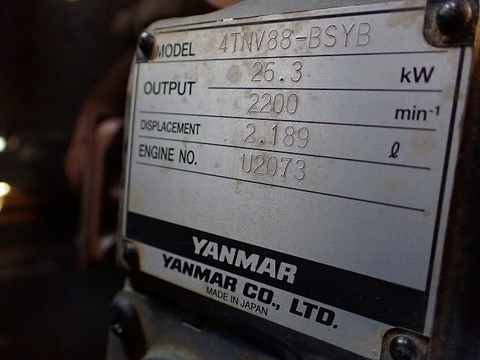 MODEL 4TNV88-BSYB
OUTPUT 26.3 kW
2200 min-1
DISPLACEMENT 2.189 ℓ
ENGINE NO. U2073
YANMAR
YANMAR CO., LTD.
MADE IN JAPAN